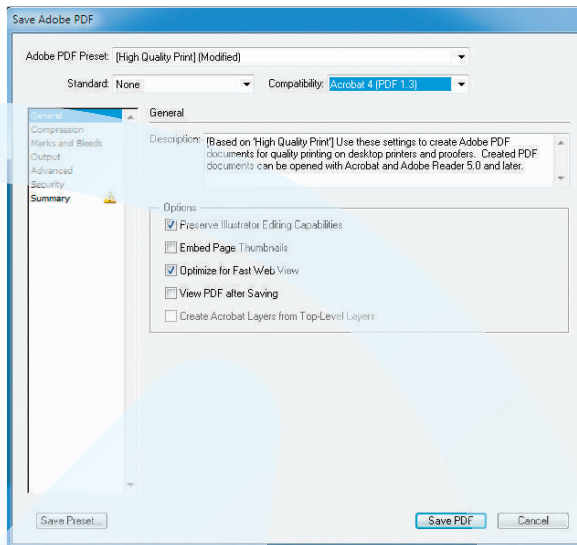 Save Adobe PDF
Adobe PDF Preset: [High Quality Print] (Modified)
Standard: None Compatibility: Acrobat 4 (PDF 1.3)
General
Compression
Marks and Bleeds
Output
Advanced
Security
Summary
General
Description: [Based on 'High Quality Print'] Use these settings to create Adobe PDF
documents for quality printing on desktop printers and proofers. Created PDF
documents can be opened with Acrobat and Adobe Reader 5.0 and later.
Options
Preserve Illustrator Editing Capabilities
Embed Page Thumbnails
Optimize for Fast Web View
View PDF after Saving
Create Acrobat Layers from Top-Level Layers
Save Preset... Save PDF Cancel